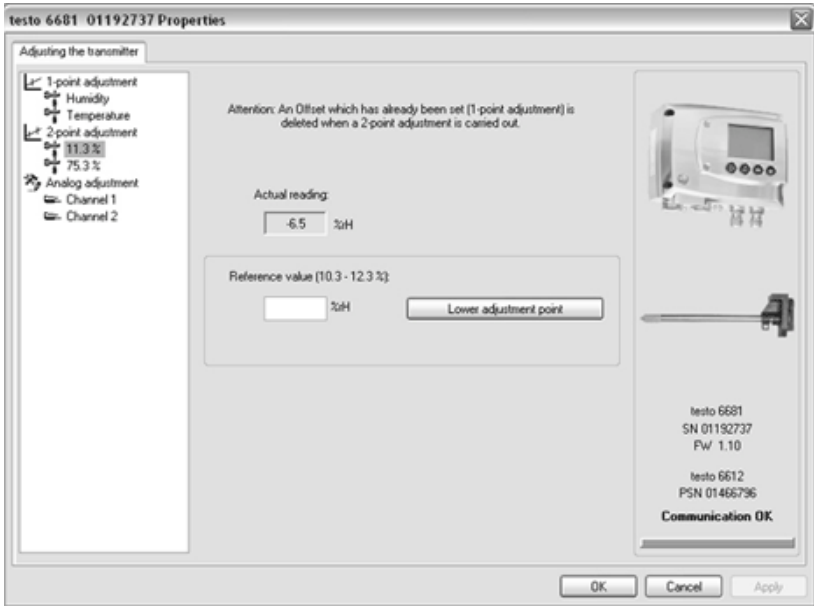 testo 6681 01192737 Properties
Adjusting the transmitter
1-point adjustment
Humidity
Temperature
2-point adjustment
11.3 %
75.3 %
Analog adjustment
Channel 1
Channel 2
Attention: An Offset which has already been set (1-point adjustment) is
deleted when a 2-point adjustment is carried out.
Actual reading:
-6.5 %rH
Reference value (10.3 - 12.3 %):
%rH Lower adjustment point
testo 6681
SN 01192737
FW 1.10
testo 6612
PSN 01466796
Communication OK
OK Cancel Apply